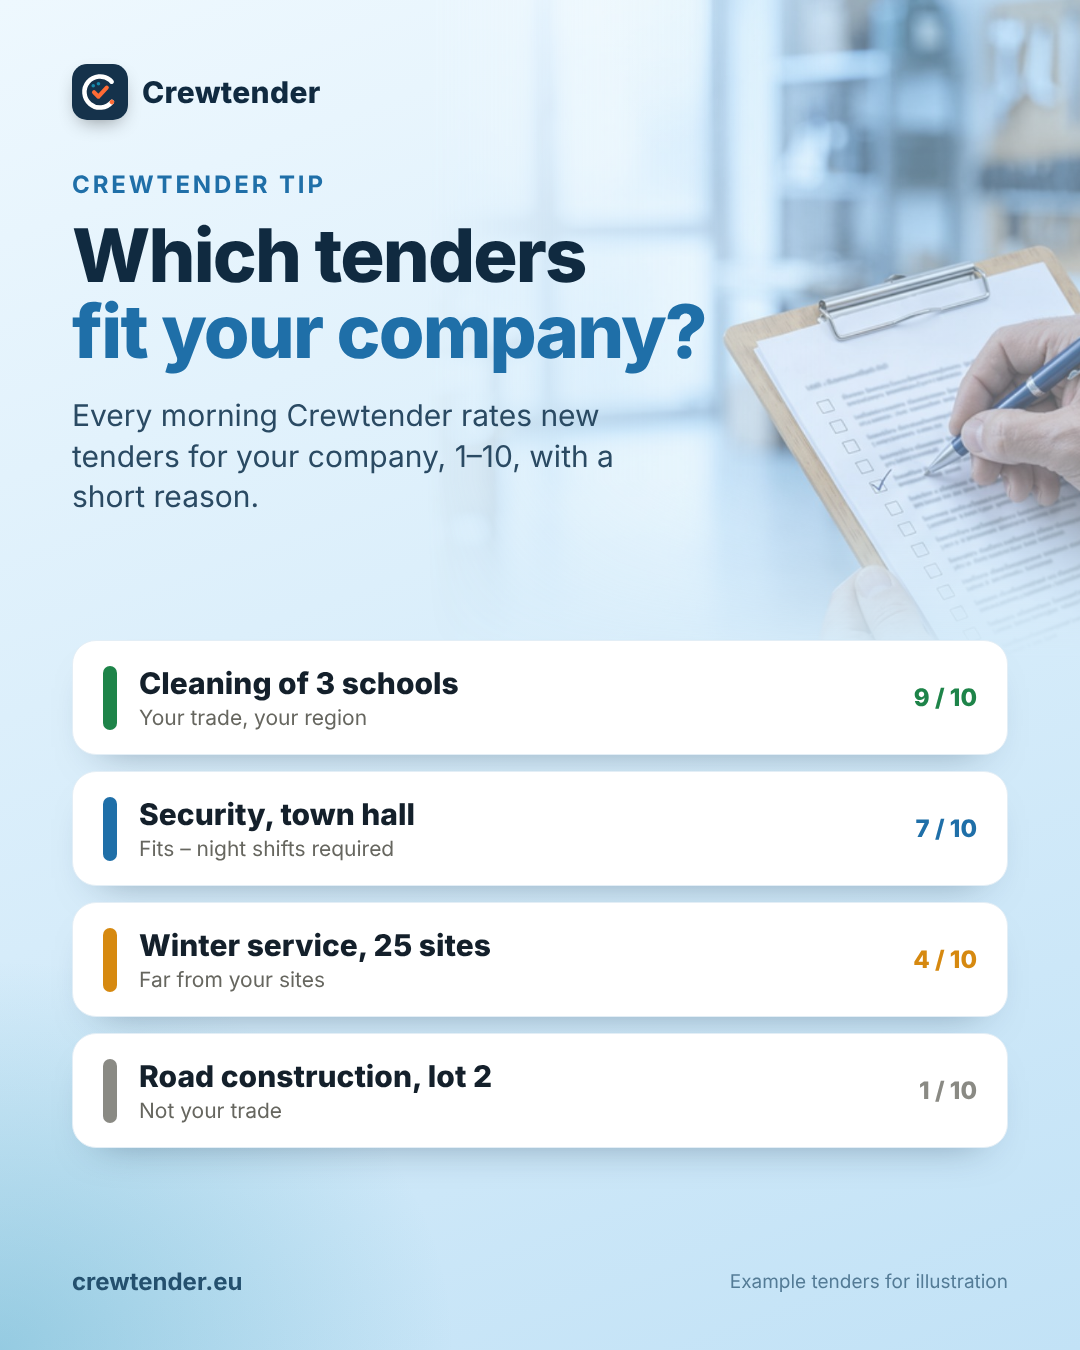 Crewtender
CREWTENDER TIP
Which tenders
fit your company?
Every morning Crewtender rates new
tenders for your company, 1–10, with a
short reason.
Cleaning of 3 schools
Your trade, your region
9 / 10
Security, town hall
Fits – night shifts required
7 / 10
Winter service, 25 sites
Far from your sites
4 / 10
Road construction, lot 2
Not your trade
1 / 10
crewtender.eu
Example tenders for illustration